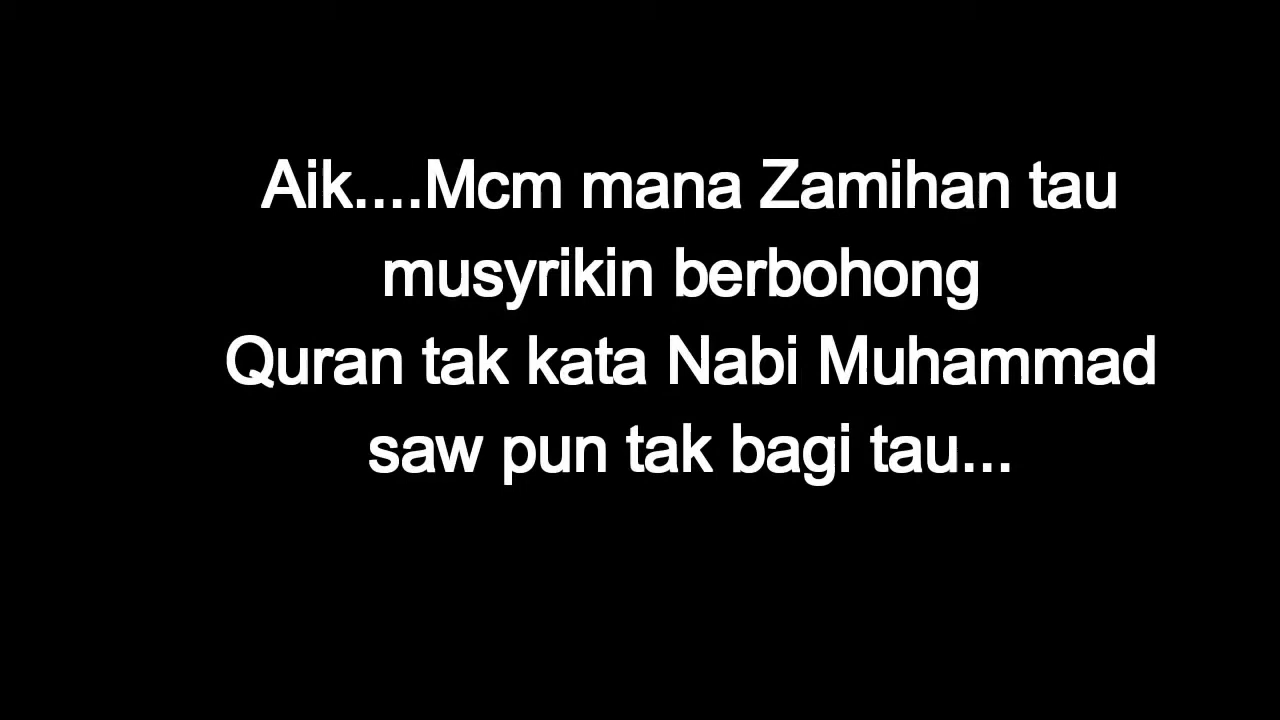 Aik....Mcm mana Zamihan tau
musyrikin berbohong
Quran tak kata Nabi Muhammad
saw pun tak bagi tau...